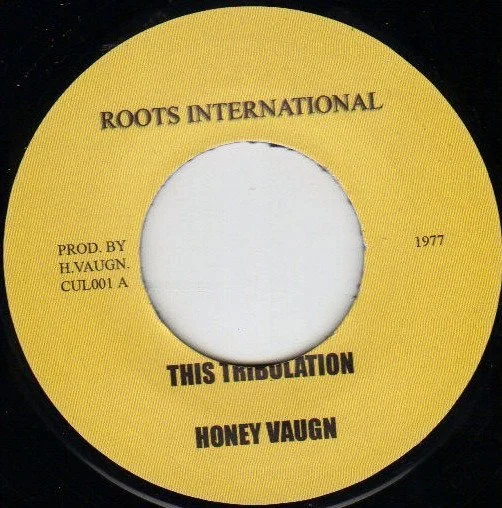 ROOTS INTERNATIONAL
PROD. BY
H.VAUGN.
CUL001 A
1977
THIS TRIBULATION
HONEY VAUGN